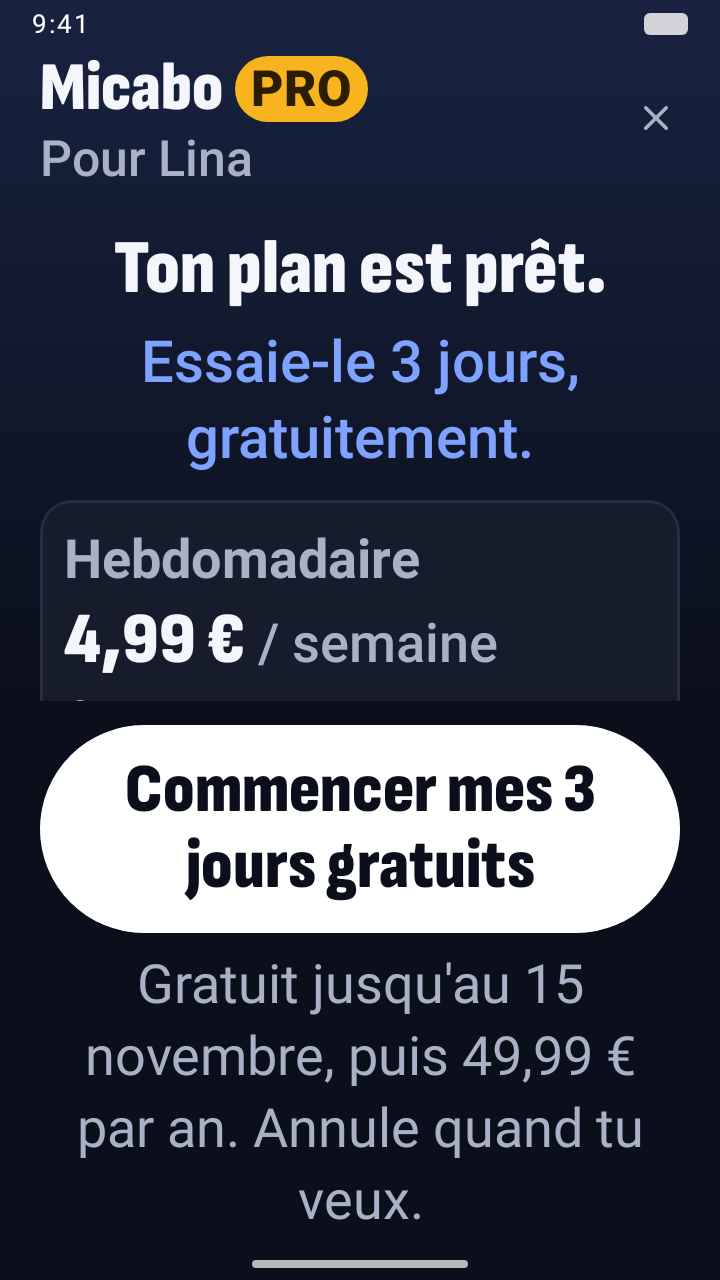 9:41
Micabo PRO
Pour Lina
Ton plan est prêt.
Essaie-le 3 jours,
gratuitement.
Hebdomadaire
4,99 € / semaine
Commencer mes 3
jours gratuits
Gratuit jusqu'au 15
novembre, puis 49,99 €
par an. Annule quand tu
veux.